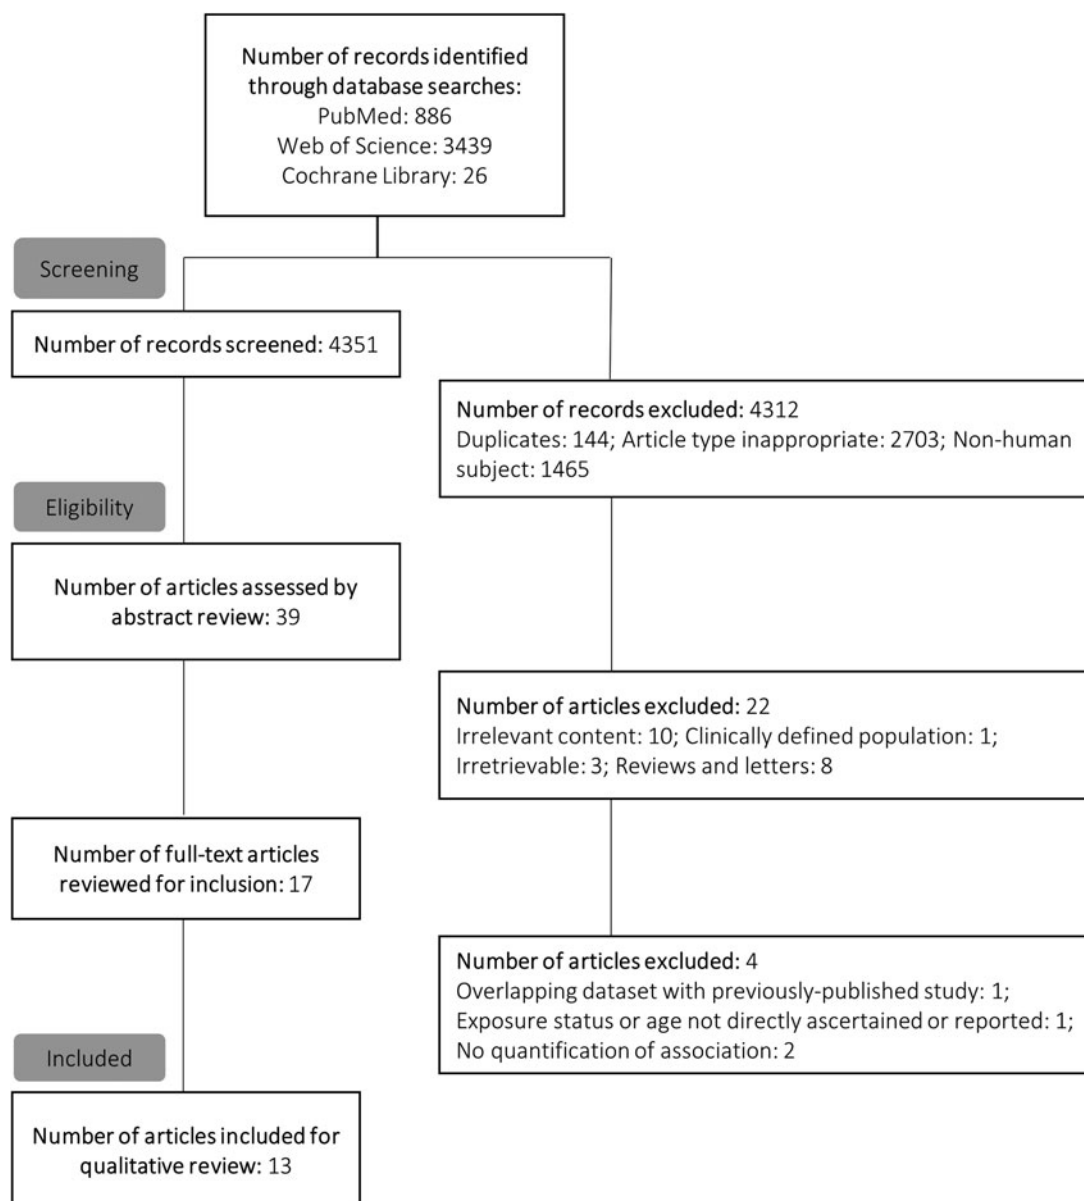 Number of records identified
through database searches:
PubMed: 886
Web of Science: 3439
Cochrane Library: 26
Screening
Number of records screened: 4351
Number of records excluded: 4312
Duplicates: 144; Article type inappropriate: 2703; Non-human
subject: 1465
Eligibility
Number of articles assessed by
abstract review: 39
Number of articles excluded: 22
Irrelevant content: 10; Clinically defined population: 1;
Irretrievable: 3; Reviews and letters: 8
Number of full-text articles
reviewed for inclusion: 17
Number of articles excluded: 4
Overlapping dataset with previously-published study: 1;
Exposure status or age not directly ascertained or reported: 1;
No quantification of association: 2
Included
Number of articles included for
qualitative review: 13